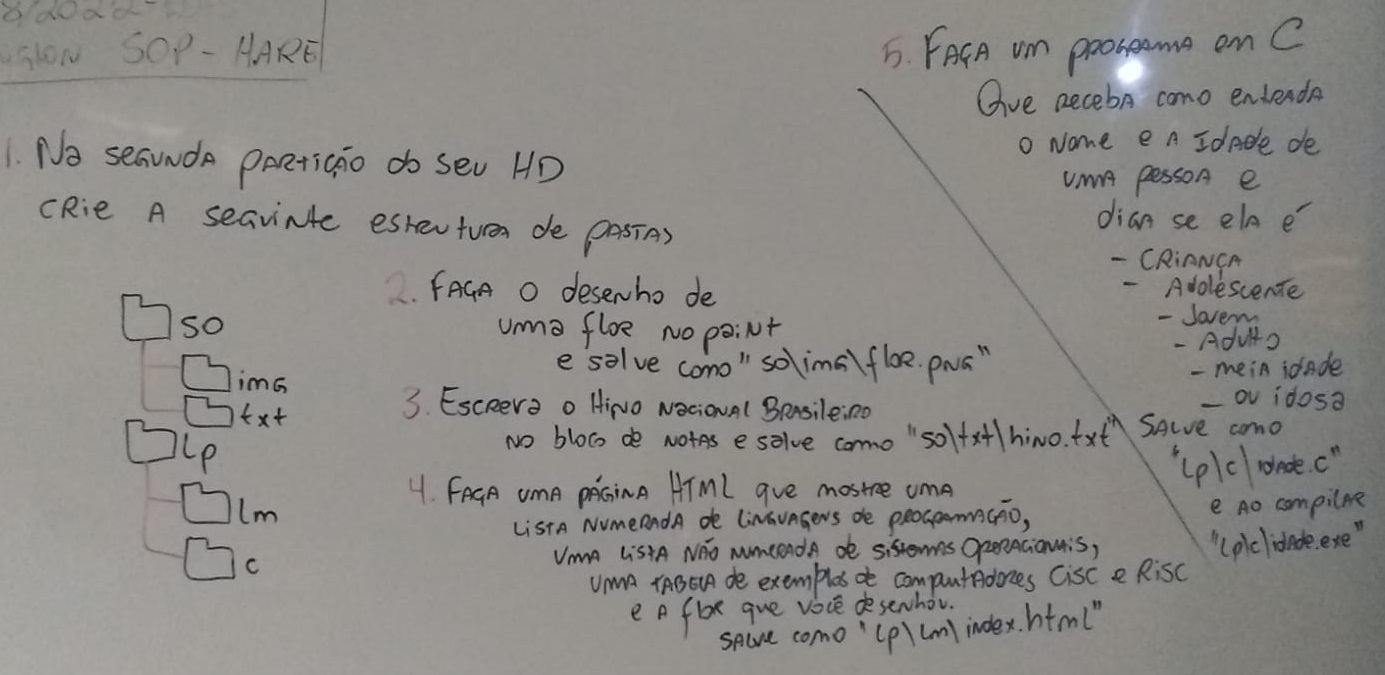 8/2022-
SOP - HARE
1. Na segunda partição do seu HD
crie a seguinte estrutura de pastas
so
img
txt
lp
lm
c
2. Faça o desenho de
uma flor no paint
e salve como "so\img\flor.png"
3. Escreva o Hino Nacional Brasileiro
no bloco de notas e salve como "so\txt\hino.txt"
4. Faça uma página HTML que mostre uma
lista numerada de linguagens de programação,
uma lista não numerada de sistemas operacionais,
uma tabela de exemplos de computadores CISC e RISC
e a flor que você desenhou.
Salve como "lp\lm\index.html"
5. Faça um programa em C
que receba como entrada
o nome e a idade de
uma pessoa e
diga se ela é
- Criança
- Adolescente
- Jovem
- Adulto
- meia idade
- ou idosa
Salve como
"lp\c\idade.c"
e ao compilar
"lp\c\idade.exe"